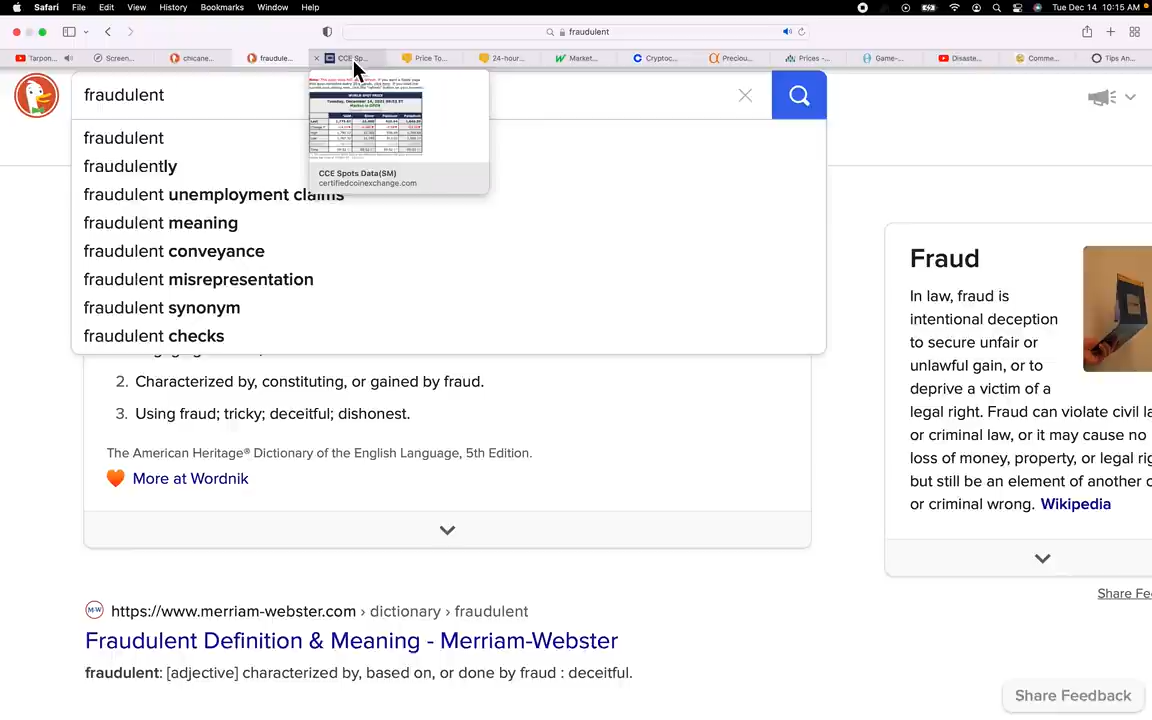 Safari File Edit View History Bookmarks Window Help Tue Dec 14 10:15 AM
fraudulent
Tarpon... Screen... chicane... fraudule... CCE Sp... Price To... 24-hour... Market... Cryptoc... Preciou... Prices -... Game-... Disaste... Comme... Tips An...
fraudulent
fraudulent
fraudulently
fraudulent unemployment claims
fraudulent meaning
fraudulent conveyance
fraudulent misrepresentation
fraudulent synonym
fraudulent checks
WORLD SPOT PRICE
Tuesday, December 14, 2021
CCE Spots Data(SM)
certifiedcoinexchange.com
2. Characterized by, constituting, or gained by fraud.
3. Using fraud; tricky; deceitful; dishonest.
The American Heritage® Dictionary of the English Language, 5th Edition.
More at Wordnik
Fraud
In law, fraud is
intentional deception
to secure unfair or
unlawful gain, or to
deprive a victim of a
legal right. Fraud can violate civil la
or criminal law, or it may cause no
loss of money, property, or legal rig
but still be an element of another c
or criminal wrong. Wikipedia
Share Fee
M-W https://www.merriam-webster.com › dictionary › fraudulent
Fraudulent Definition & Meaning - Merriam-Webster
fraudulent: [adjective] characterized by, based on, or done by fraud : deceitful.
Share Feedback